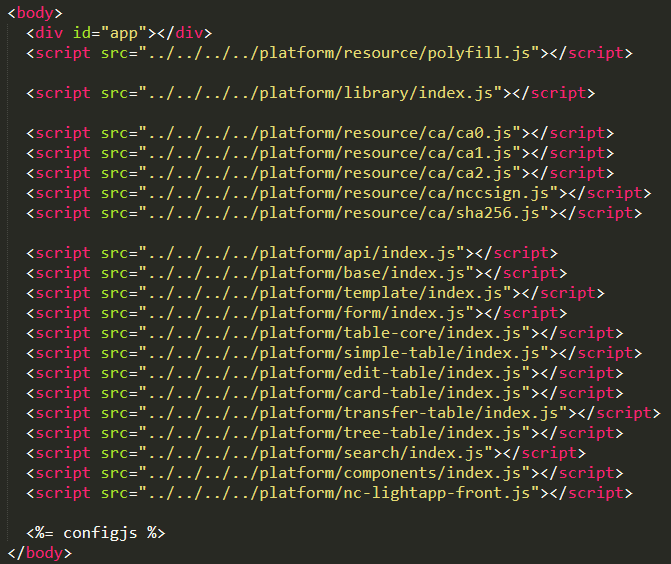 <body>
<div id="app"></div>
<script src="../../../../platform/resource/polyfill.js"></script>
<script src="../../../../platform/library/index.js"></script>
<script src="../../../../platform/resource/ca/ca0.js"></script>
<script src="../../../../platform/resource/ca/ca1.js"></script>
<script src="../../../../platform/resource/ca/ca2.js"></script>
<script src="../../../../platform/resource/ca/nccsign.js"></script>
<script src="../../../../platform/resource/ca/sha256.js"></script>
<script src="../../../../platform/api/index.js"></script>
<script src="../../../../platform/base/index.js"></script>
<script src="../../../../platform/template/index.js"></script>
<script src="../../../../platform/form/index.js"></script>
<script src="../../../../platform/table-core/index.js"></script>
<script src="../../../../platform/simple-table/index.js"></script>
<script src="../../../../platform/edit-table/index.js"></script>
<script src="../../../../platform/card-table/index.js"></script>
<script src="../../../../platform/transfer-table/index.js"></script>
<script src="../../../../platform/tree-table/index.js"></script>
<script src="../../../../platform/search/index.js"></script>
<script src="../../../../platform/components/index.js"></script>
<script src="../../../../platform/nc-lightapp-front.js"></script>
<%= configjs %>
</body>